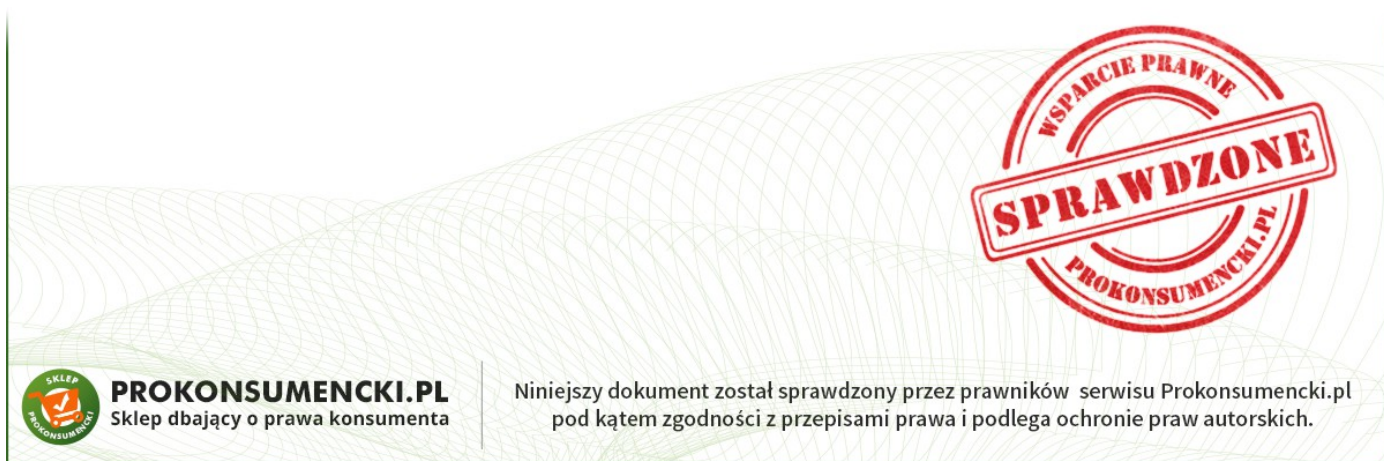 WSPARCIE PRAWNE
SPRAWDZONE
PROKONSUMENCKI.PL
SKLEP
PROKONSUMENCKI
PROKONSUMENCKI.PL
Sklep dbający o prawa konsumenta
Niniejszy dokument został sprawdzony przez prawników serwisu Prokonsumencki.pl
pod kątem zgodności z przepisami prawa i podlega ochronie praw autorskich.